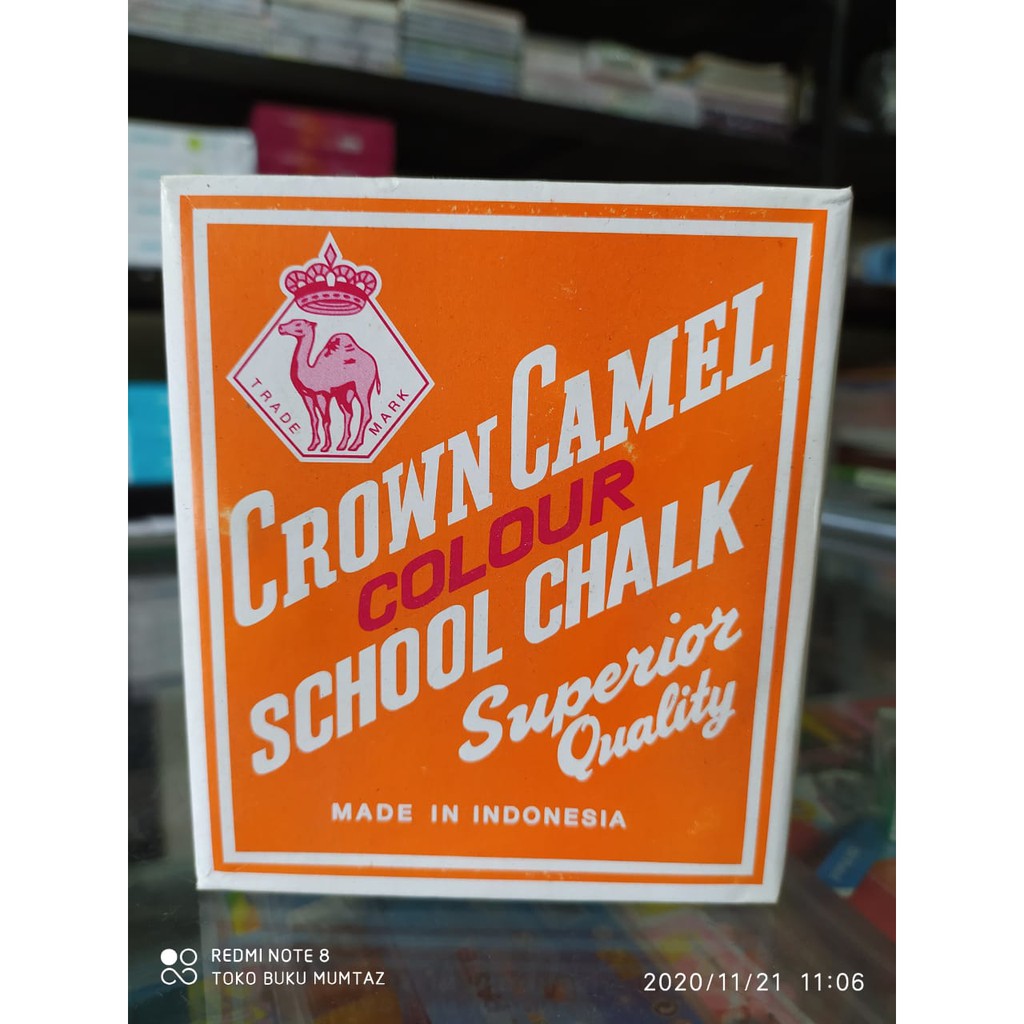 TRADE MARK
CROWN CAMEL
COLOUR
SCHOOL CHALK
Superior
Quality
MADE IN INDONESIA
REDMI NOTE 8
TOKO BUKU MUMTAZ
2020/11/21 11:06